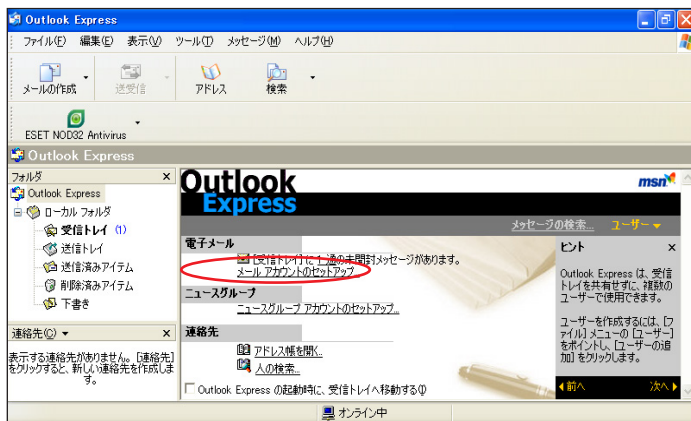 Outlook Express
ファイル(F) 編集(E) 表示(V) ツール(T) メッセージ(M) ヘルプ(H)
メールの作成 送受信 アドレス 検索
ESET NOD32 Antivirus
Outlook Express
フォルダ ×
Outlook Express
ローカル フォルダ
受信トレイ (1)
送信トレイ
送信済みアイテム
削除済みアイテム
下書き
連絡先(C) ×
表示する連絡先がありません。[連絡先]
をクリックすると、新しい連絡先を作成しま
す。
Outlook
Express
msn
メッセージの検索... ユーザー
電子メール
[受信トレイ] に 1 通の未開封メッセージがあります。
メール アカウントのセットアップ...
ニュースグループ
ニュースグループ アカウントのセットアップ...
連絡先
アドレス帳を開く...
人の検索...
Outlook Express の起動時に、受信トレイへ移動する(I)
ヒント ×
Outlook Express は、受信
トレイを共有せずに、複数の
ユーザーで使用できます。
ユーザーを作成するには、[フ
ァイル] メニューの [ユーザー]
をポイントし、[ユーザーの追
加] をクリックします。
前へ 次へ
オンライン中